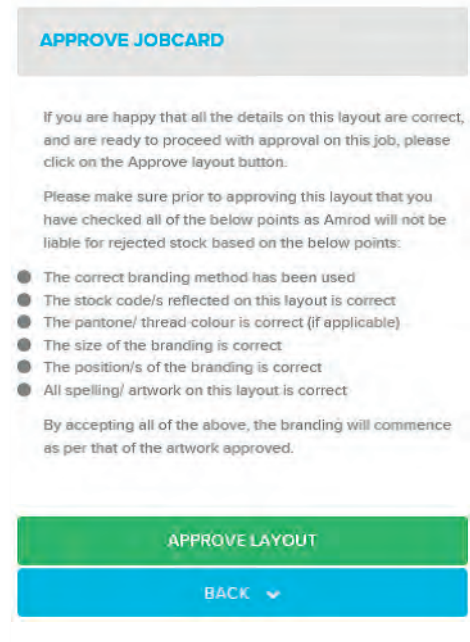 APPROVE JOBCARD
If you are happy that all the details on this layout are correct,
and are ready to proceed with approval on this job, please
click on the Approve layout button.
Please make sure prior to approving this layout that you
have checked all of the below points as Amrod will not be
liable for rejected stock based on the below points:
The correct branding method has been used
The stock code/s reflected on this layout is correct
The pantone/ thread colour is correct (if applicable)
The size of the branding is correct
The position/s of the branding is correct
All spelling/ artwork on this layout is correct
By accepting all of the above, the branding will commence
as per that of the artwork approved.
APPROVE LAYOUT
BACK